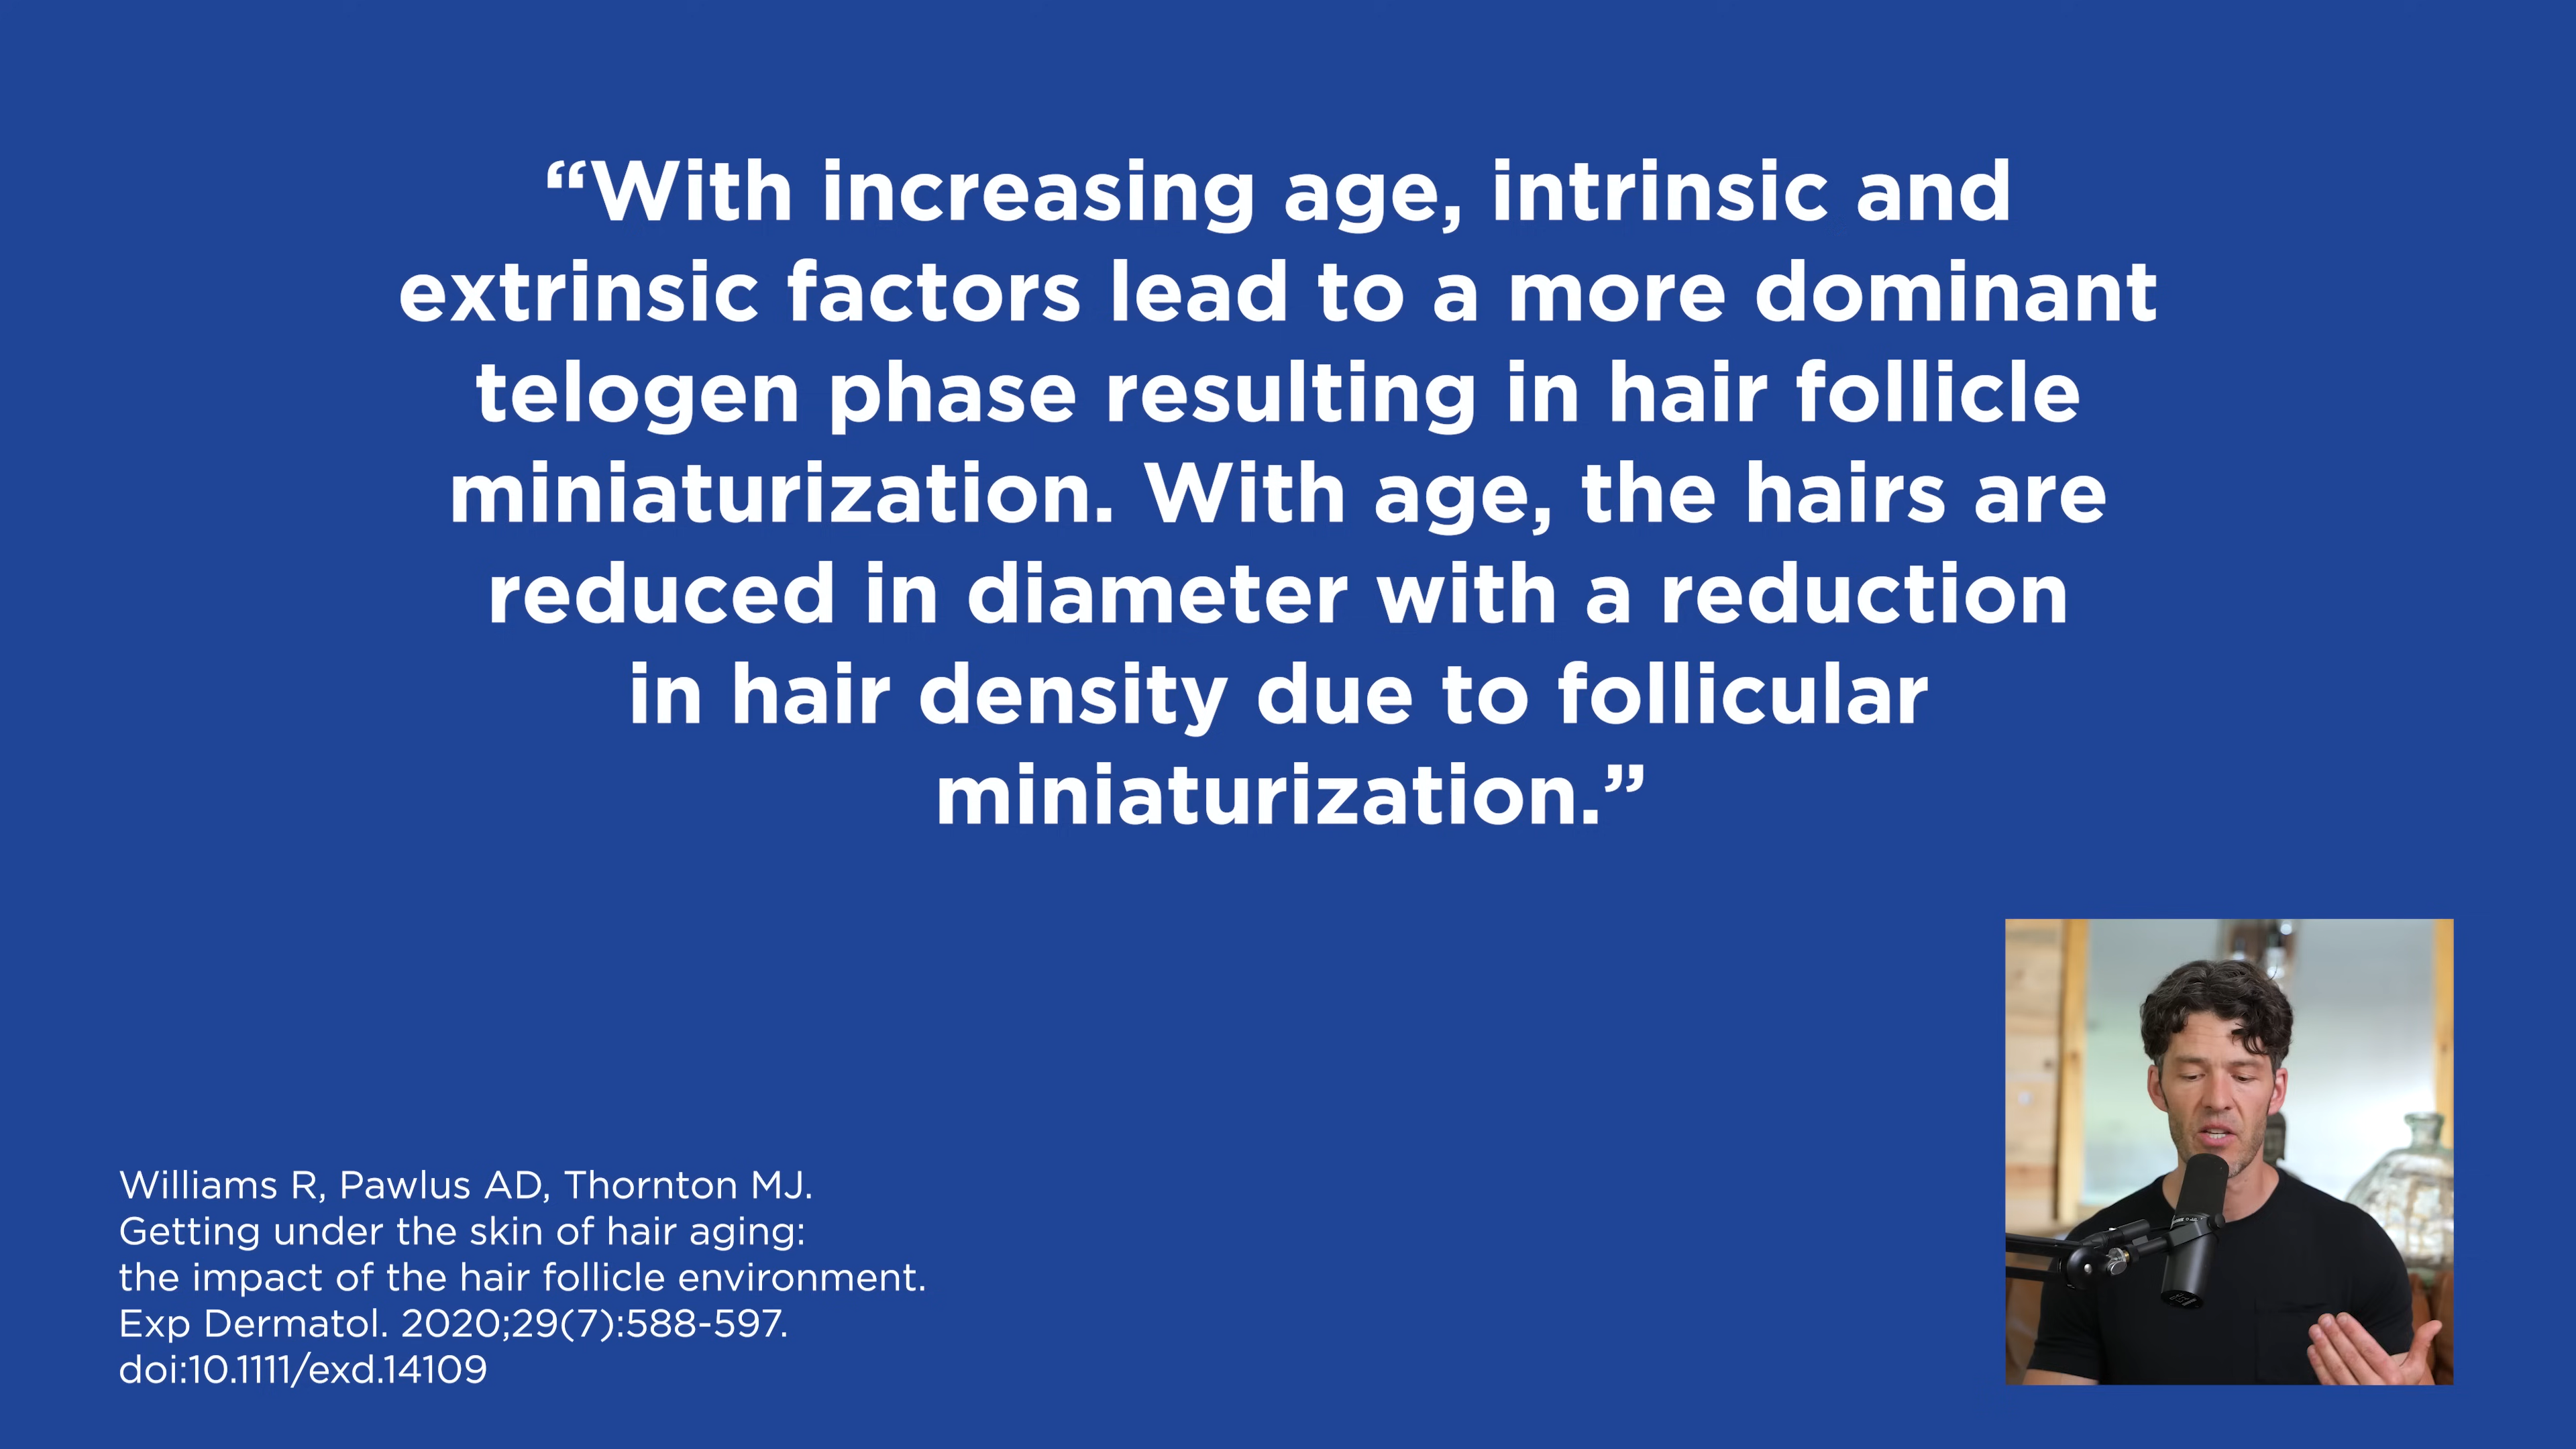 “With increasing age, intrinsic and
extrinsic factors lead to a more dominant
telogen phase resulting in hair follicle
miniaturization. With age, the hairs are
reduced in diameter with a reduction
in hair density due to follicular
miniaturization.”
Williams R, Pawlus AD, Thornton MJ.
Getting under the skin of hair aging:
the impact of the hair follicle environment.
Exp Dermatol. 2020;29(7):588-597.
doi:10.1111/exd.14109